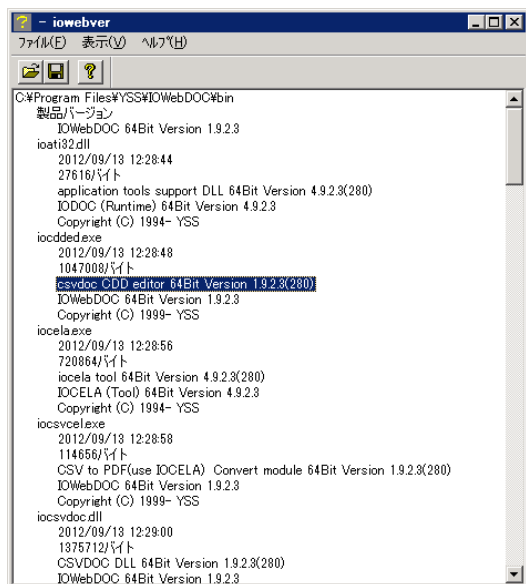 - iowebver
ﾌｧｲﾙ(F) 表示(V) ﾍﾙﾌﾟ(H)
C:¥Program Files¥YSS¥IOWebDOC¥bin
製品バージョン
IOWebDOC 64Bit Version 1.9.2.3
ioati32.dll
2012/09/13 12:28:44
27616バイト
application tools support DLL 64Bit Version 4.9.2.3(280)
IODOC (Runtime) 64Bit Version 4.9.2.3
Copyright (C) 1994- YSS
iocdded.exe
2012/09/13 12:28:48
1047008バイト
csvdoc CDD editor 64Bit Version 1.9.2.3(280)
IOWebDOC 64Bit Version 1.9.2.3
Copyright (C) 1999- YSS
iocela.exe
2012/09/13 12:28:56
720864バイト
iocela tool 64Bit Version 4.9.2.3(280)
IOCELA (Tool) 64Bit Version 4.9.2.3
Copyright (C) 1994- YSS
iocsvcel.exe
2012/09/13 12:28:58
114656バイト
CSV to PDF(use IOCELA) Convert module 64Bit Version 1.9.2.3(280)
IOWebDOC 64Bit Version 1.9.2.3
Copyright (C) 1999- YSS
iocsvdoc.dll
2012/09/13 12:29:00
1375712バイト
CSVDOC DLL 64Bit Version 1.9.2.3(280)
IOWebDOC 64Bit Version 1.9.2.3